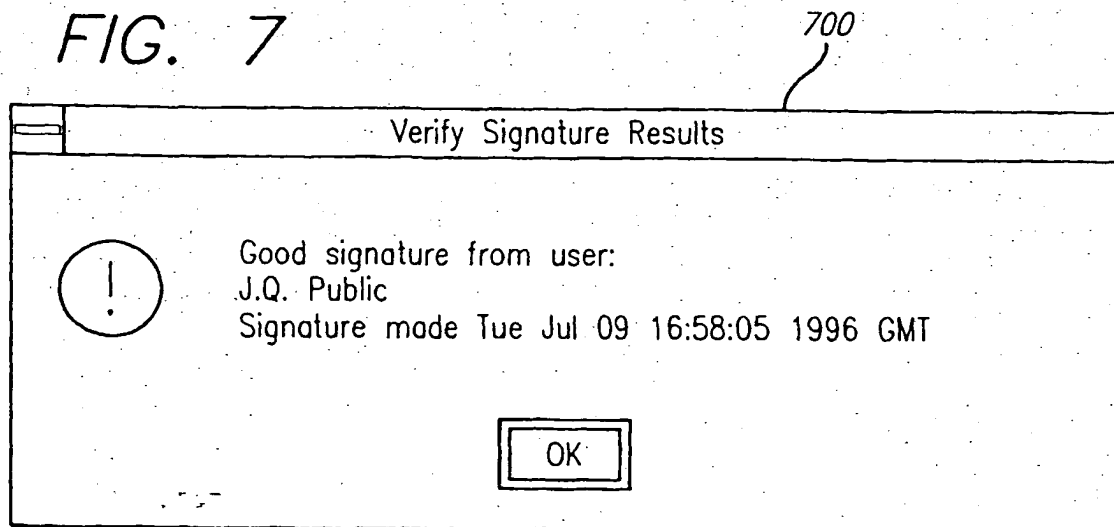 FIG. 7
700
Verify Signature Results
Good signature from user:
J.Q. Public
Signature made Tue Jul 09 16:58:05 1996 GMT
OK